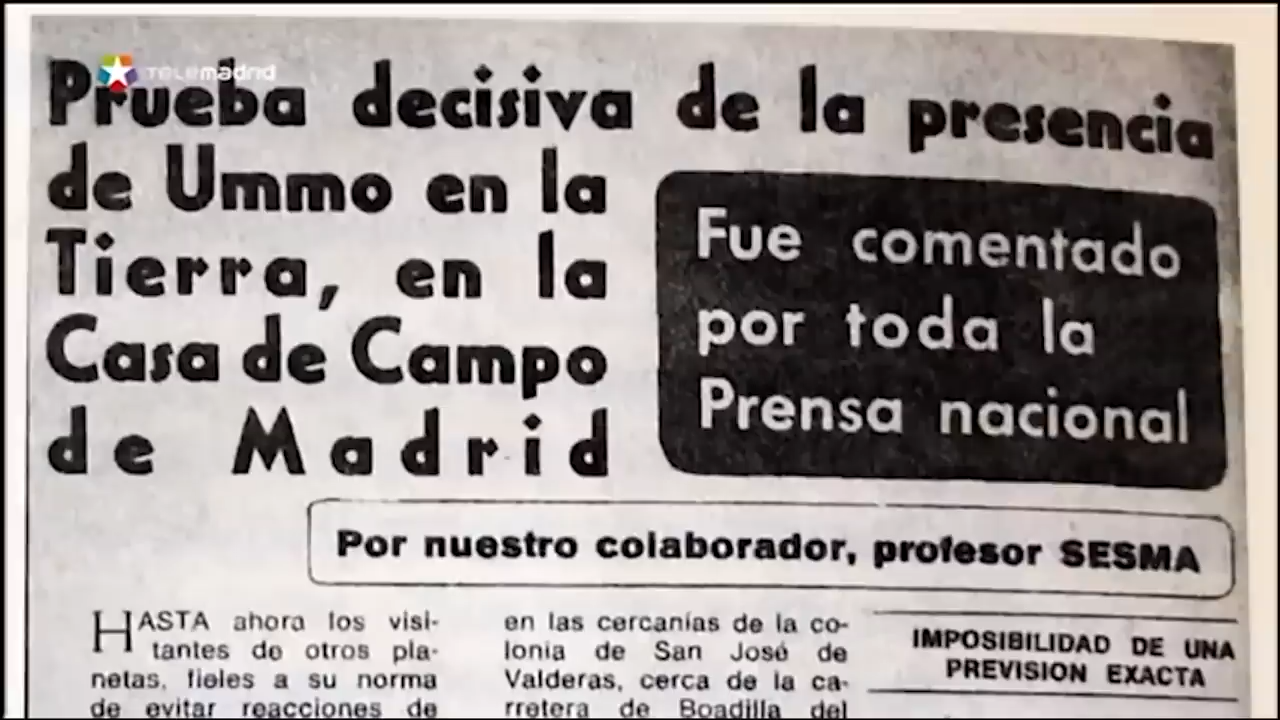 telemadrid
Prueba decisiva de la presencia
de Ummo en la
Tierra, en la
Casa de Campo
de Madrid
Fue comentado
por toda la
Prensa nacional
Por nuestro colaborador, profesor SESMA
HASTA ahora los visi-
tantes de otros pla-
netas, fieles a su norma
de evitar reacciones de
en las cercanías de la co-
lonia de San José de
Valderas, cerca de la ca-
rretera de Boadilla del
IMPOSIBILIDAD DE UNA
PREVISION EXACTA